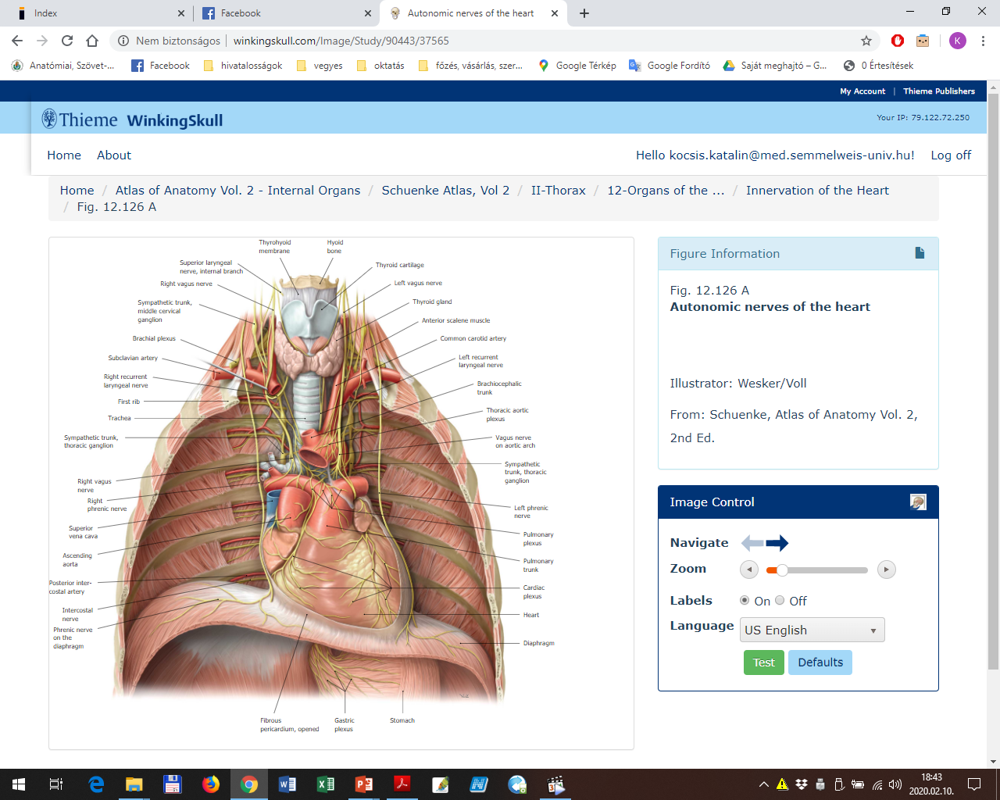 Index
Facebook
Autonomic nerves of the heart
Nem biztonságos
winkingskull.com/Image/Study/90443/37565
K
Anatómiai, Szövet-...
Facebook
hivatalosságok
vegyes
oktatás
főzés, vásárlás, szer...
Google Térkép
Google Fordító
Saját meghajtó – G...
0 Értesítések
My Account | Thieme Publishers
Thieme WinkingSkull
Your IP: 79.122.72.250
Home
About
Hello kocsis.katalin@med.semmelweis-univ.hu!
Log off
Home / Atlas of Anatomy Vol. 2 - Internal Organs / Schuenke Atlas, Vol 2 / II-Thorax / 12-Organs of the ... / Innervation of the Heart
/ Fig. 12.126 A
Thyrohyoid
membrane
Hyoid
bone
Superior laryngeal
nerve, internal branch
Right vagus nerve
Sympathetic trunk,
middle cervical
ganglion
Brachial plexus
Subclavian artery
Right recurrent
laryngeal nerve
First rib
Trachea
Sympathetic trunk,
thoracic ganglion
Right vagus
nerve
Right
phrenic nerve
Superior
vena cava
Ascending
aorta
Posterior inter-
costal artery
Intercostal
nerve
Phrenic nerve
on the
diaphragm
Thyroid cartilage
Left vagus nerve
Thyroid gland
Anterior scalene muscle
Common carotid artery
Left recurrent
laryngeal nerve
Brachiocephalic
trunk
Thoracic aortic
plexus
Vagus nerve
on aortic arch
Sympathetic
trunk, thoracic
ganglion
Left phrenic
nerve
Pulmonary
plexus
Pulmonary
trunk
Cardiac
plexus
Heart
Diaphragm
Fibrous
pericardium, opened
Gastric
plexus
Stomach
Figure Information
Fig. 12.126 A
Autonomic nerves of the heart
Illustrator: Wesker/Voll
From: Schuenke, Atlas of Anatomy Vol. 2,
2nd Ed.
Image Control
Navigate
Zoom
Labels
On
Off
Language
US English
Test
Defaults
18:43
2020.02.10.